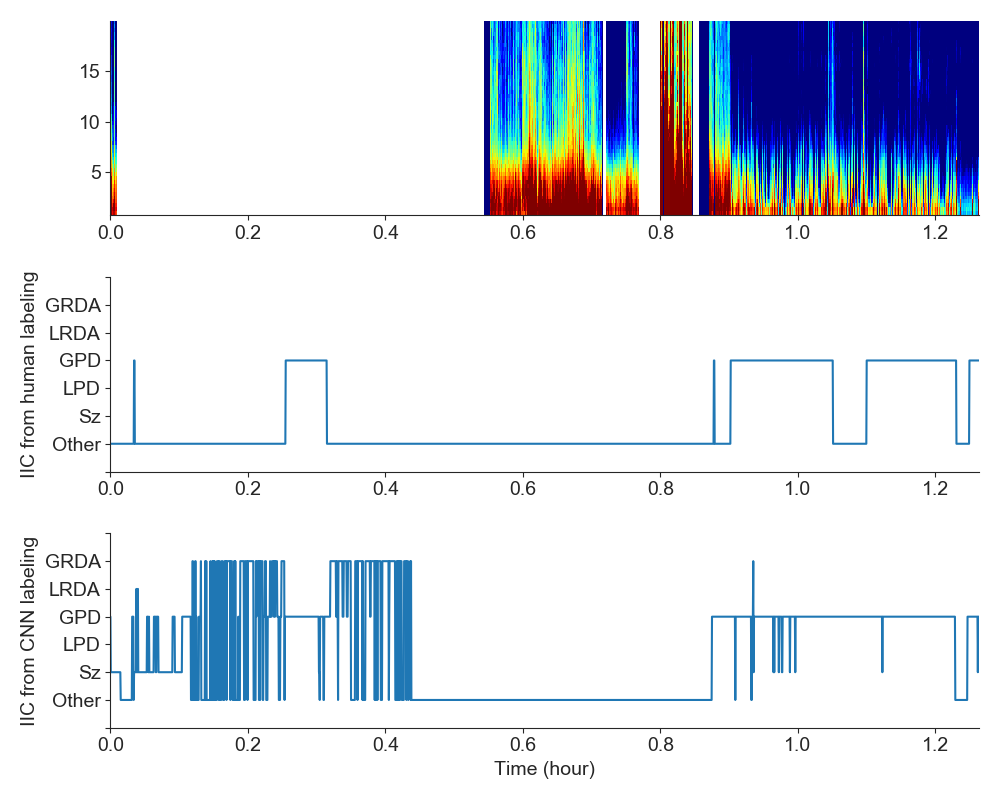 15
10
5
0.0 0.2 0.4 0.6 0.8 1.0 1.2
IIC from human labeling
GRDA
LRDA
GPD
LPD
Sz
Other
0.0 0.2 0.4 0.6 0.8 1.0 1.2
IIC from CNN labeling
GRDA
LRDA
GPD
LPD
Sz
Other
0.0 0.2 0.4 0.6 0.8 1.0 1.2
Time (hour)